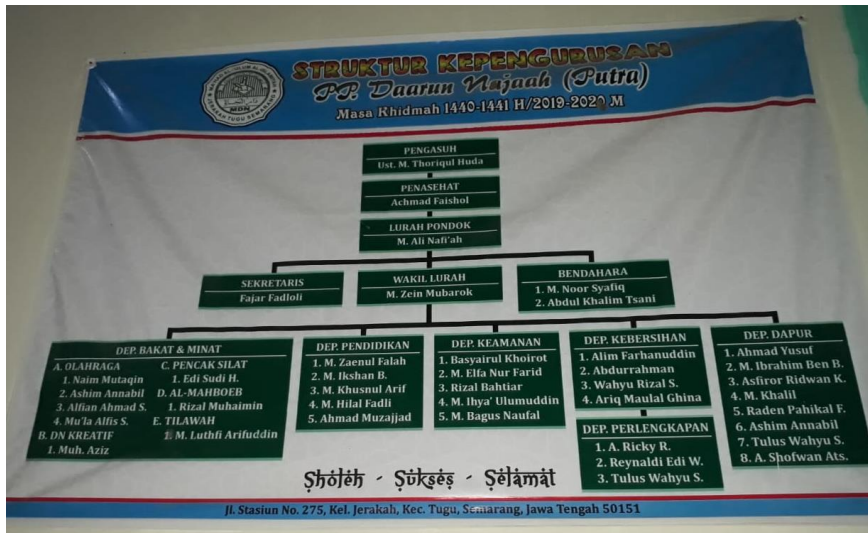 STRUKTUR KEPENGURUSAN
PP. Daarun Najaah (Putra)
Masa Khidmah 1440-1441 H/2019-2020 M
MDN
JERAKAH TUGU SEMARANG
PENGASUH
Ust. M. Thoriqul Huda
PENASEHAT
Achmad Faishol
LURAH PONDOK
M. Ali Nafi'ah
SEKRETARIS
Fajar Fadloli
WAKIL LURAH
M. Zein Mubarok
BENDAHARA
1. M. Noor Syafiq
2. Abdul Khalim Tsani
DEP. BAKAT & MINAT
A. OLAHRAGA
1. Naim Mutaqin
2. Ashim Annabil
3. Alfian Ahmad S.
4. Mu'la Alfis S.
B. DN KREATIF
1. Muh. Aziz
C. PENCAK SILAT
1. Edi Sudi H.
D. AL-MAHBOEB
1. Rizal Muhaimin
E. TILAWAH
1. M. Luthfi Arifuddin
DEP. PENDIDIKAN
1. M. Zaenul Falah
2. M. Ikshan B.
3. M. Khusnul Arif
4. M. Hilal Fadli
5. Ahmad Muzajjad
DEP. KEAMANAN
1. Basyairul Khoirot
2. M. Elfa Nur Farid
3. Rizal Bahtiar
4. M. Ihya' Ulumuddin
5. M. Bagus Naufal
DEP. KEBERSIHAN
1. Alim Farhanuddin
2. Abdurrahman
3. Wahyu Rizal S.
4. Ariq Maulal Ghina
DEP. PERLENGKAPAN
1. A. Ricky R.
2. Reynaldi Edi W.
3. Tulus Wahyu S.
DEP. DAPUR
1. Ahmad Yusuf
2. M. Ibrahim Ben B.
3. Asfiror Ridwan K.
4. M. Khalil
5. Raden Pahikal F.
6. Ashim Annabil
7. Tulus Wahyu S.
8. A. Shofwan Ats.
Sholeh - Sukses - Selamat
Jl. Stasiun No. 275, Kel. Jerakah, Kec. Tugu, Semarang, Jawa Tengah 50151